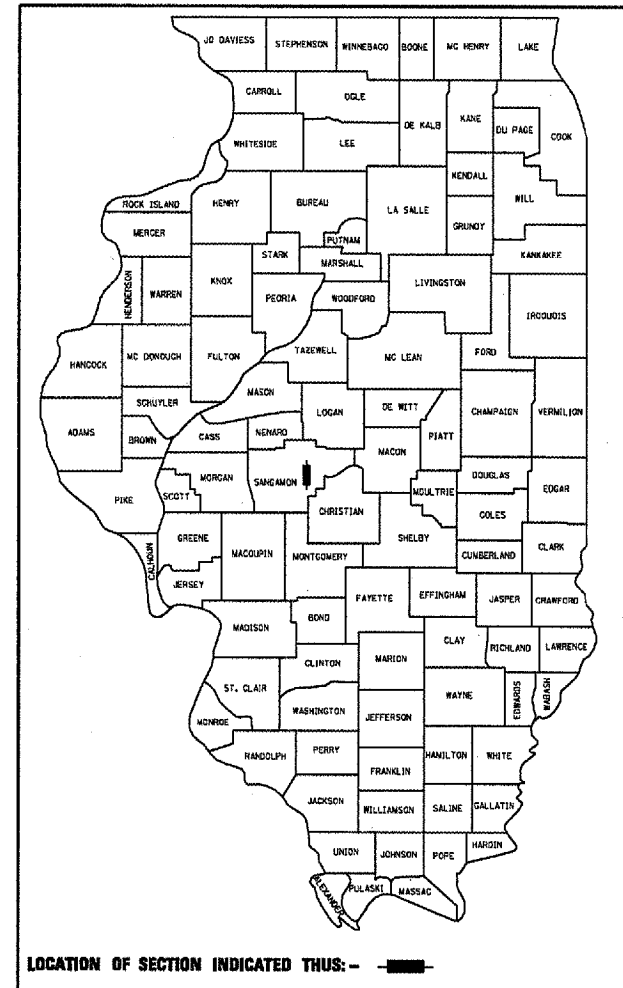 JO DAVIESS STEPHENSON WINNEBAGO BOONE MC HENRY LAKE
CARROLL OGLE DE KALB KANE DU PAGE COOK
WHITESIDE LEE KENDALL WILL
ROCK ISLAND HENRY BUREAU LA SALLE GRUNDY
MERCER PUTNAM KANKAKEE
HENDERSON WARREN KNOX STARK MARSHALL LIVINGSTON
PEORIA WOODFORD IROQUOIS
HANCOCK MC DONOUGH FULTON TAZEWELL MC LEAN FORD
SCHUYLER MASON LOGAN DE WITT CHAMPAIGN VERMILION
ADAMS BROWN CASS NENARD MACON PIATT
PIKE SCOTT MORGAN SANGAMON CHRISTIAN MOULTRIE DOUGLAS EDGAR
COLES
CALHOUN GREENE MACOUPIN MONTGOMERY SHELBY CUMBERLAND CLARK
JERSEY FAYETTE EFFINGHAM JASPER CRAWFORD
MADISON BOND CLAY RICHLAND LAWRENCE
CLINTON MARION
ST. CLAIR WAYNE EDWARDS WABASH
MONROE WASHINGTON JEFFERSON
RANDOLPH PERRY HAMILTON WHITE
FRANKLIN
JACKSON WILLIAMSON SALINE GALLATIN
UNION JOHNSON POPE HARDIN
ALEXANDER PULASKI MASSAC
LOCATION OF SECTION INDICATED THUS: -